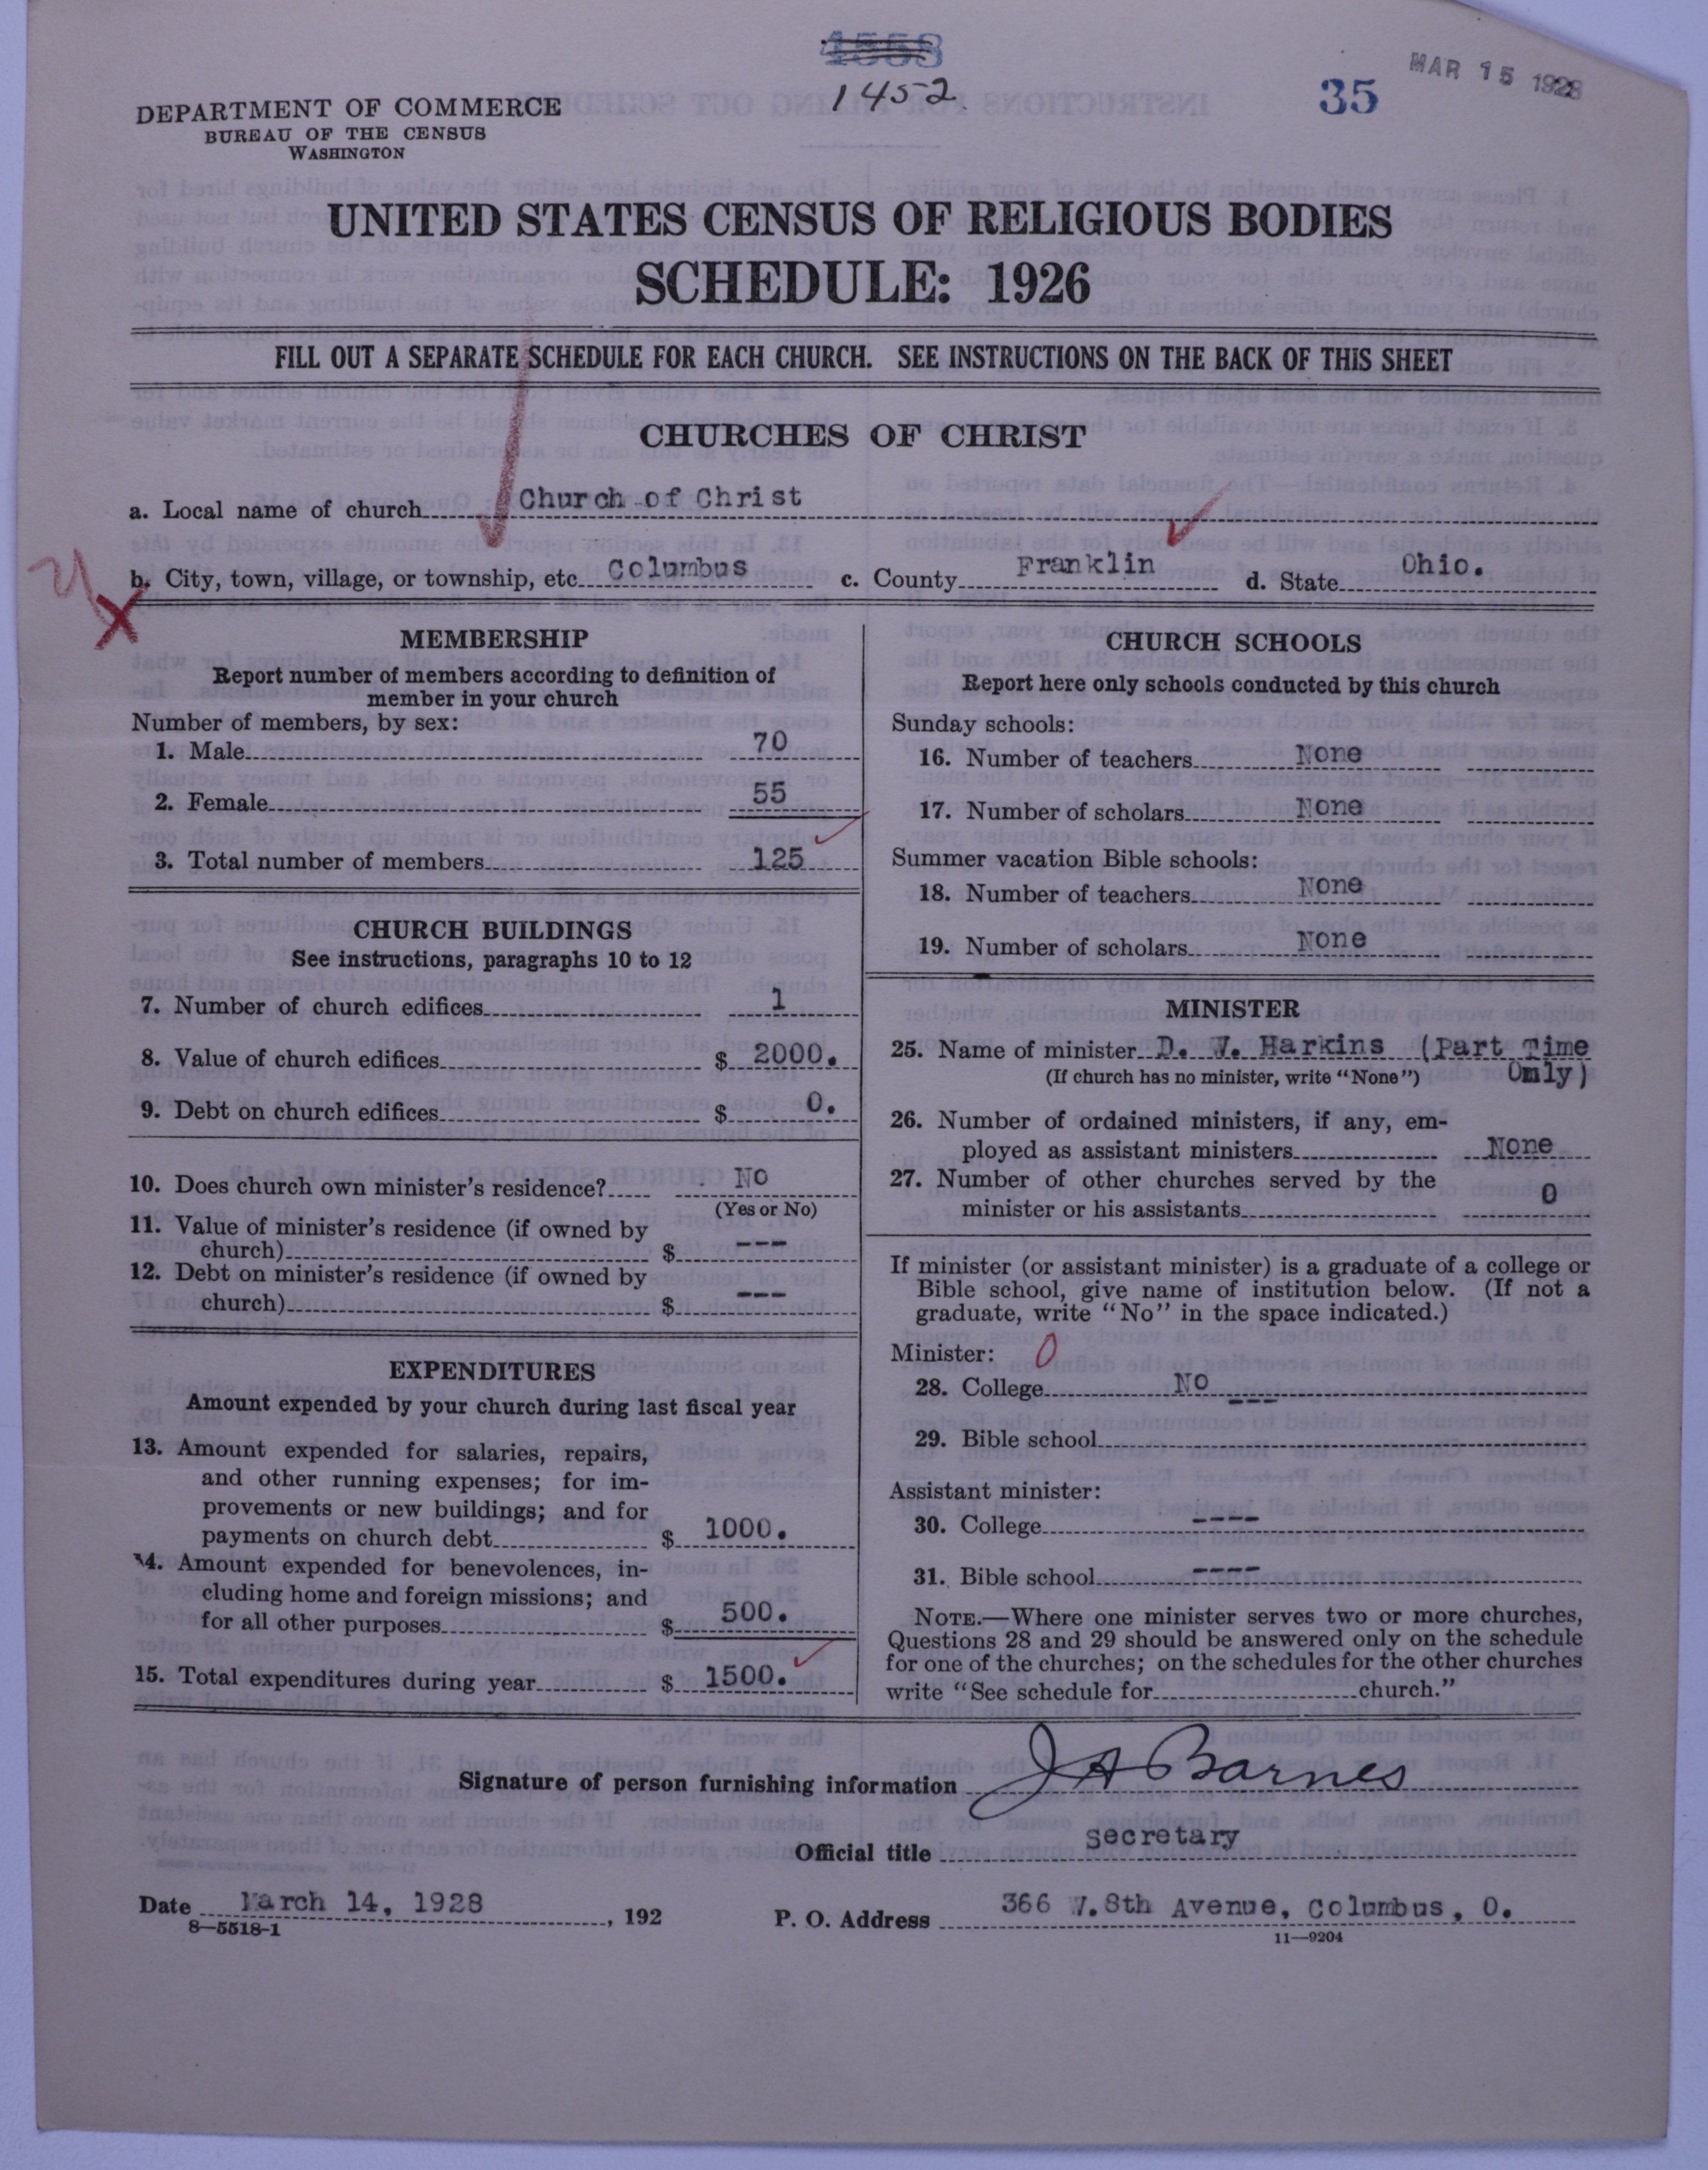 4558
1452
35
MAR 15 1928
DEPARTMENT OF COMMERCE
BUREAU OF THE CENSUS
WASHINGTON
UNITED STATES CENSUS OF RELIGIOUS BODIES
SCHEDULE: 1926
FILL OUT A SEPARATE SCHEDULE FOR EACH CHURCH. SEE INSTRUCTIONS ON THE BACK OF THIS SHEET
CHURCHES OF CHRIST
a. Local name of church Church of Christ
b. City, town, village, or township, etc. Columbus c. County Franklin d. State Ohio.
MEMBERSHIP
Report number of members according to definition of
member in your church
Number of members, by sex:
1. Male 70
2. Female 55
3. Total number of members 125
CHURCH BUILDINGS
See instructions, paragraphs 10 to 12
7. Number of church edifices 1
8. Value of church edifices $ 2000.
9. Debt on church edifices $ 0.
10. Does church own minister's residence? No
(Yes or No)
11. Value of minister's residence (if owned by
church) $ ---
12. Debt on minister's residence (if owned by
church) $ ---
EXPENDITURES
Amount expended by your church during last fiscal year
13. Amount expended for salaries, repairs,
and other running expenses; for im-
provements or new buildings; and for
payments on church debt $ 1000.
14. Amount expended for benevolences, in-
cluding home and foreign missions; and
for all other purposes $ 500.
15. Total expenditures during year $ 1500.
CHURCH SCHOOLS
Report here only schools conducted by this church
Sunday schools:
16. Number of teachers None
17. Number of scholars None
Summer vacation Bible schools:
18. Number of teachers None
19. Number of scholars None
MINISTER
25. Name of minister D. W. Harkins (Part Time
(If church has no minister, write "None") Only)
26. Number of ordained ministers, if any, em-
ployed as assistant ministers None
27. Number of other churches served by the
minister or his assistants 0
If minister (or assistant minister) is a graduate of a college or
Bible school, give name of institution below. (If not a
graduate, write "No" in the space indicated.)
Minister: 0
28. College No
---
29. Bible school
Assistant minister:
30. College ----
31. Bible school ----
NOTE.—Where one minister serves two or more churches,
Questions 28 and 29 should be answered only on the schedule
for one of the churches; on the schedules for the other churches
write "See schedule for church."
Signature of person furnishing information J A Barnes
Official title Secretary
Date March 14, 1928, 192 P. O. Address 366 W. 8th Avenue, Columbus, O.
8—5518-1
11—9204